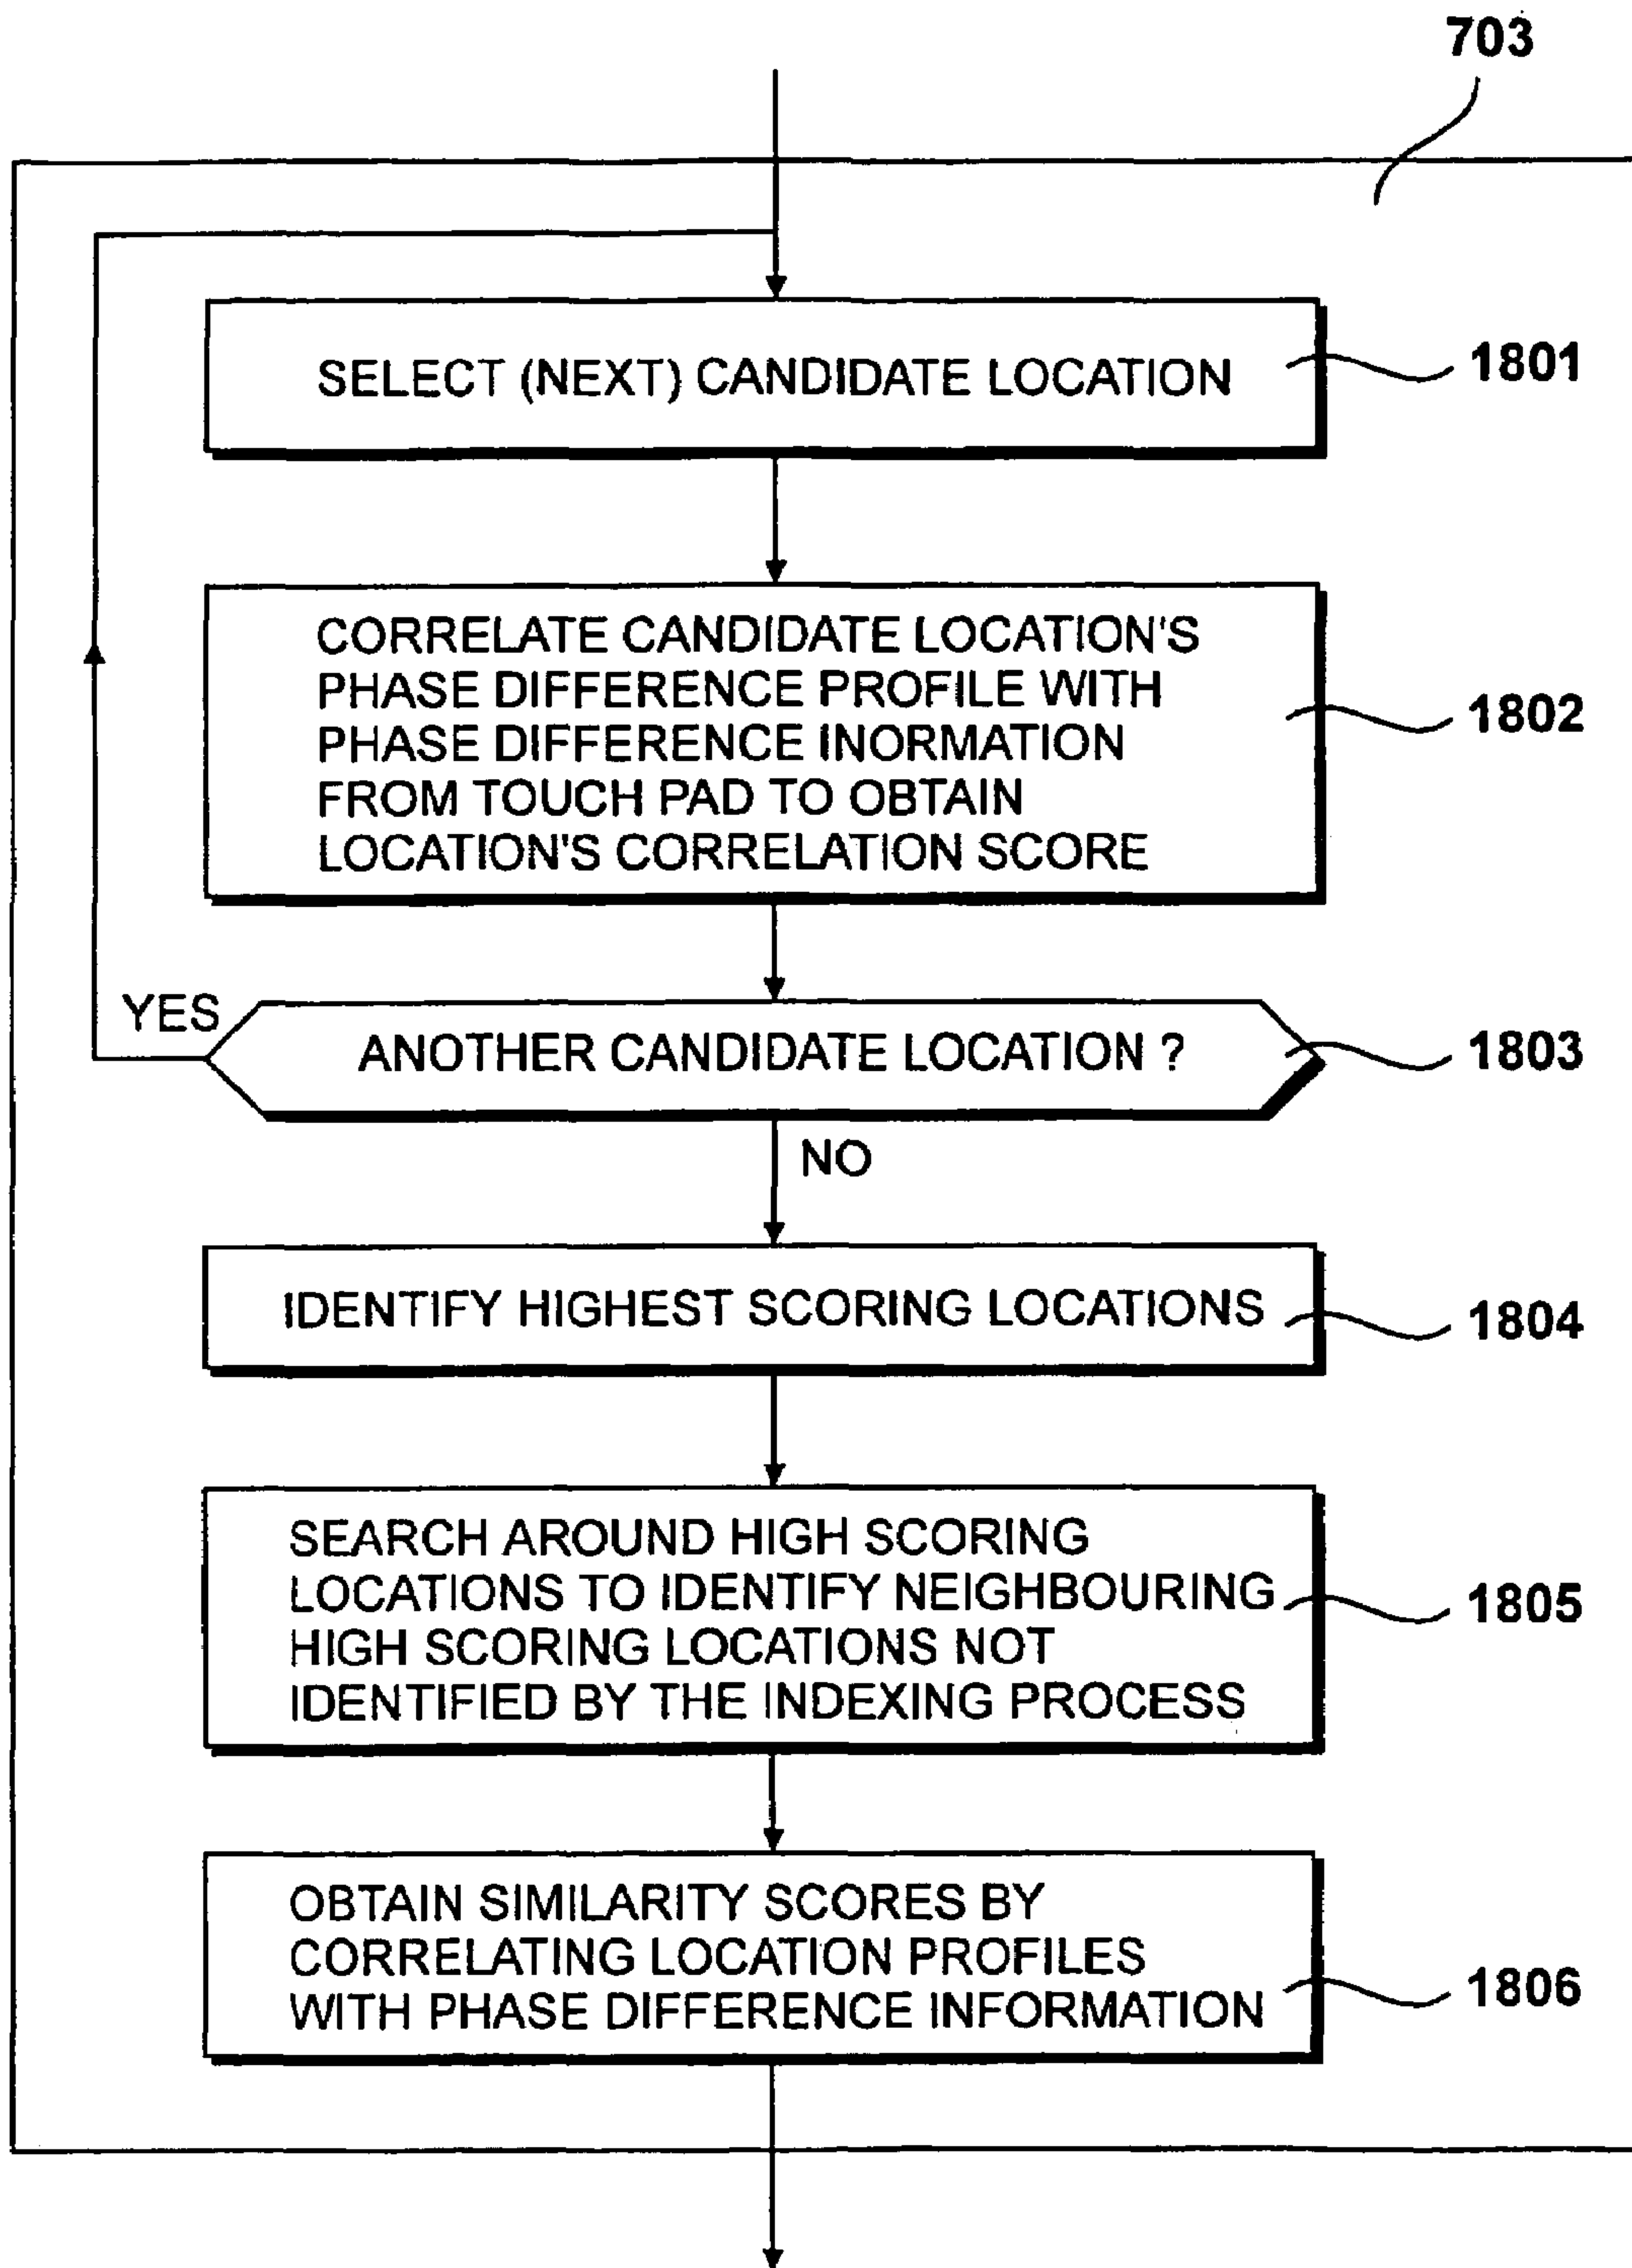 703
SELECT (NEXT) CANDIDATE LOCATION
1801
CORRELATE CANDIDATE LOCATION'S
PHASE DIFFERENCE PROFILE WITH
PHASE DIFFERENCE INORMATION
FROM TOUCH PAD TO OBTAIN
LOCATION'S CORRELATION SCORE
1802
YES
ANOTHER CANDIDATE LOCATION ?
1803
NO
IDENTIFY HIGHEST SCORING LOCATIONS
1804
SEARCH AROUND HIGH SCORING
LOCATIONS TO IDENTIFY NEIGHBOURING
HIGH SCORING LOCATIONS NOT
IDENTIFIED BY THE INDEXING PROCESS
1805
OBTAIN SIMILARITY SCORES BY
CORRELATING LOCATION PROFILES
WITH PHASE DIFFERENCE INFORMATION
1806